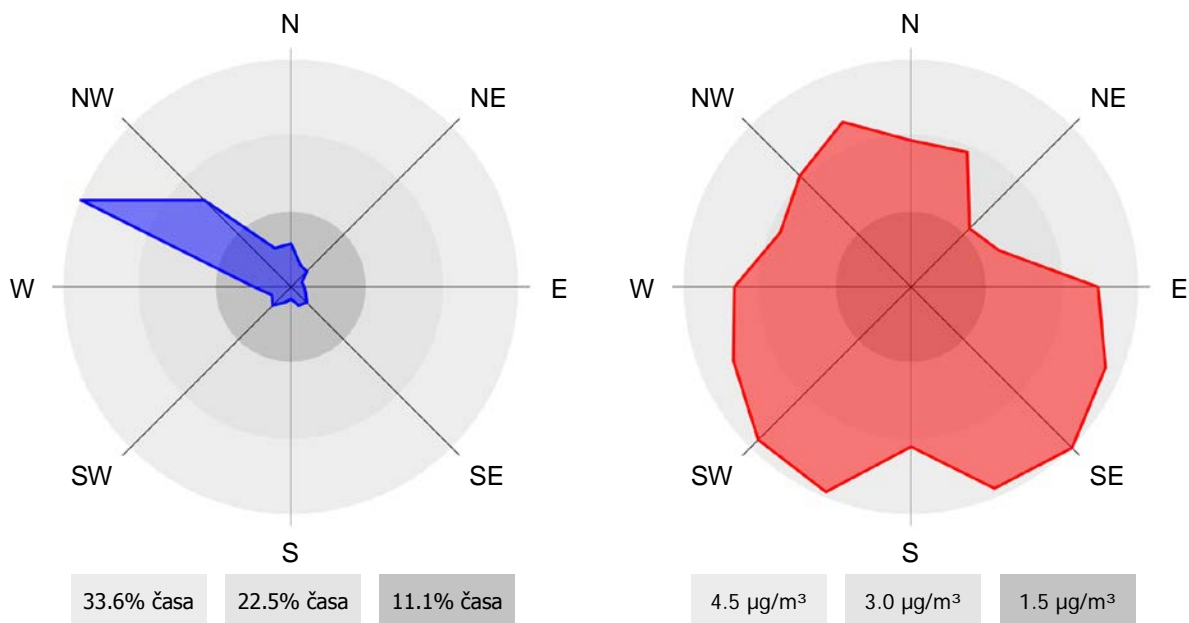 N
NW
NE
W
E
SW
SE
S
33.6% časa
22.5% časa
11.1% časa
N
NW
NE
W
E
SW
SE
S
4.5 µg/m³
3.0 µg/m³
1.5 µg/m³